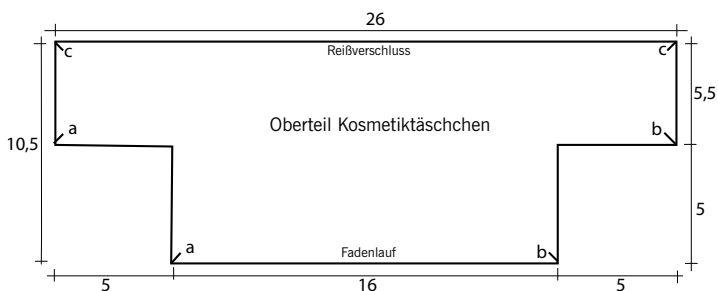 26
c
Reißverschluss
c
5,5
Oberteil Kosmetiktäschchen
a
b
10,5
a
Fadenlauf
b
5
5
16
5